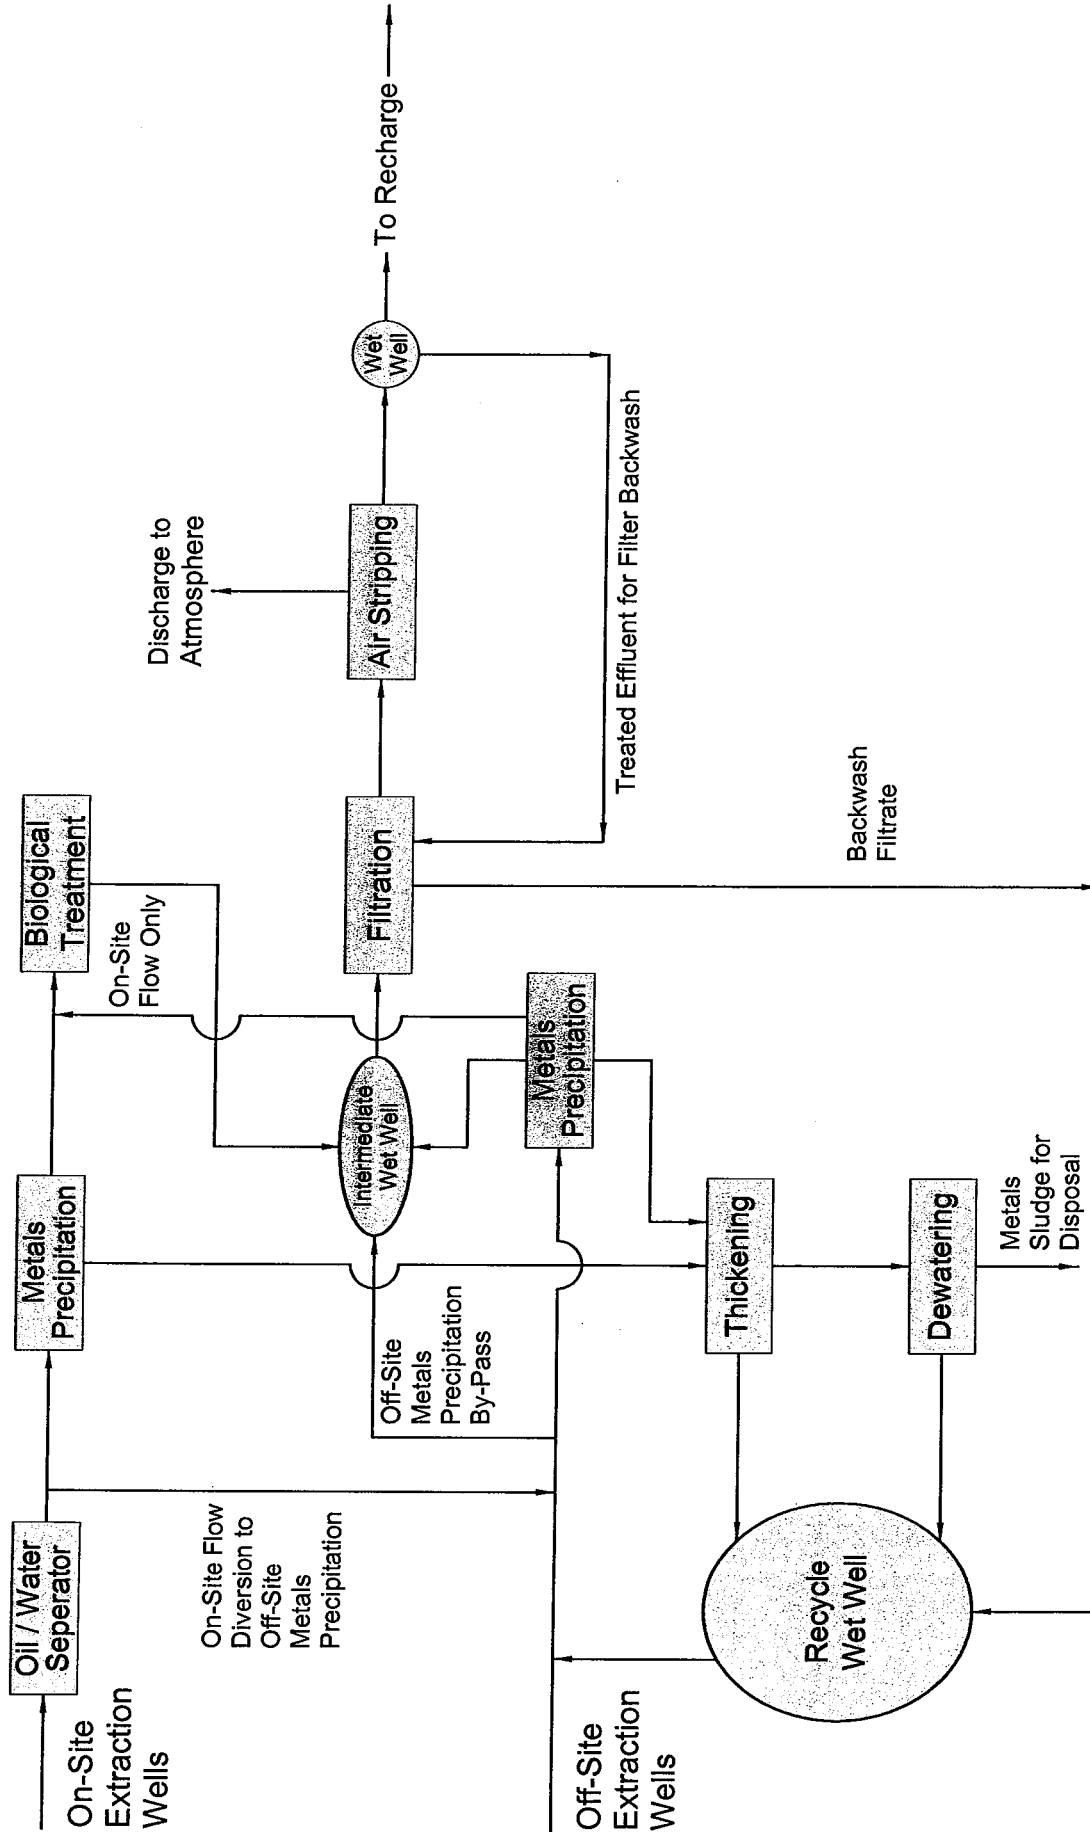 On-Site
Extraction
Wells
Oil / Water
Seperator
Metals
Precipitation
Biological
Treatment
On-Site
Flow Only
On-Site Flow
Diversion to
Off-Site
Metals
Precipitation
Off-Site
Metals
Precipitation
By-Pass
Intermediate
Wet Well
Filtration
Air Stripping
Discharge to
Atmosphere
Wet
Well
To Recharge
Off-Site
Extraction
Wells
Metals
Precipitation
Treated Effluent for Filter Backwash
Recycle
Wet Well
Thickening
Dewatering
Metals
Sludge for
Disposal
Backwash
Filtrate